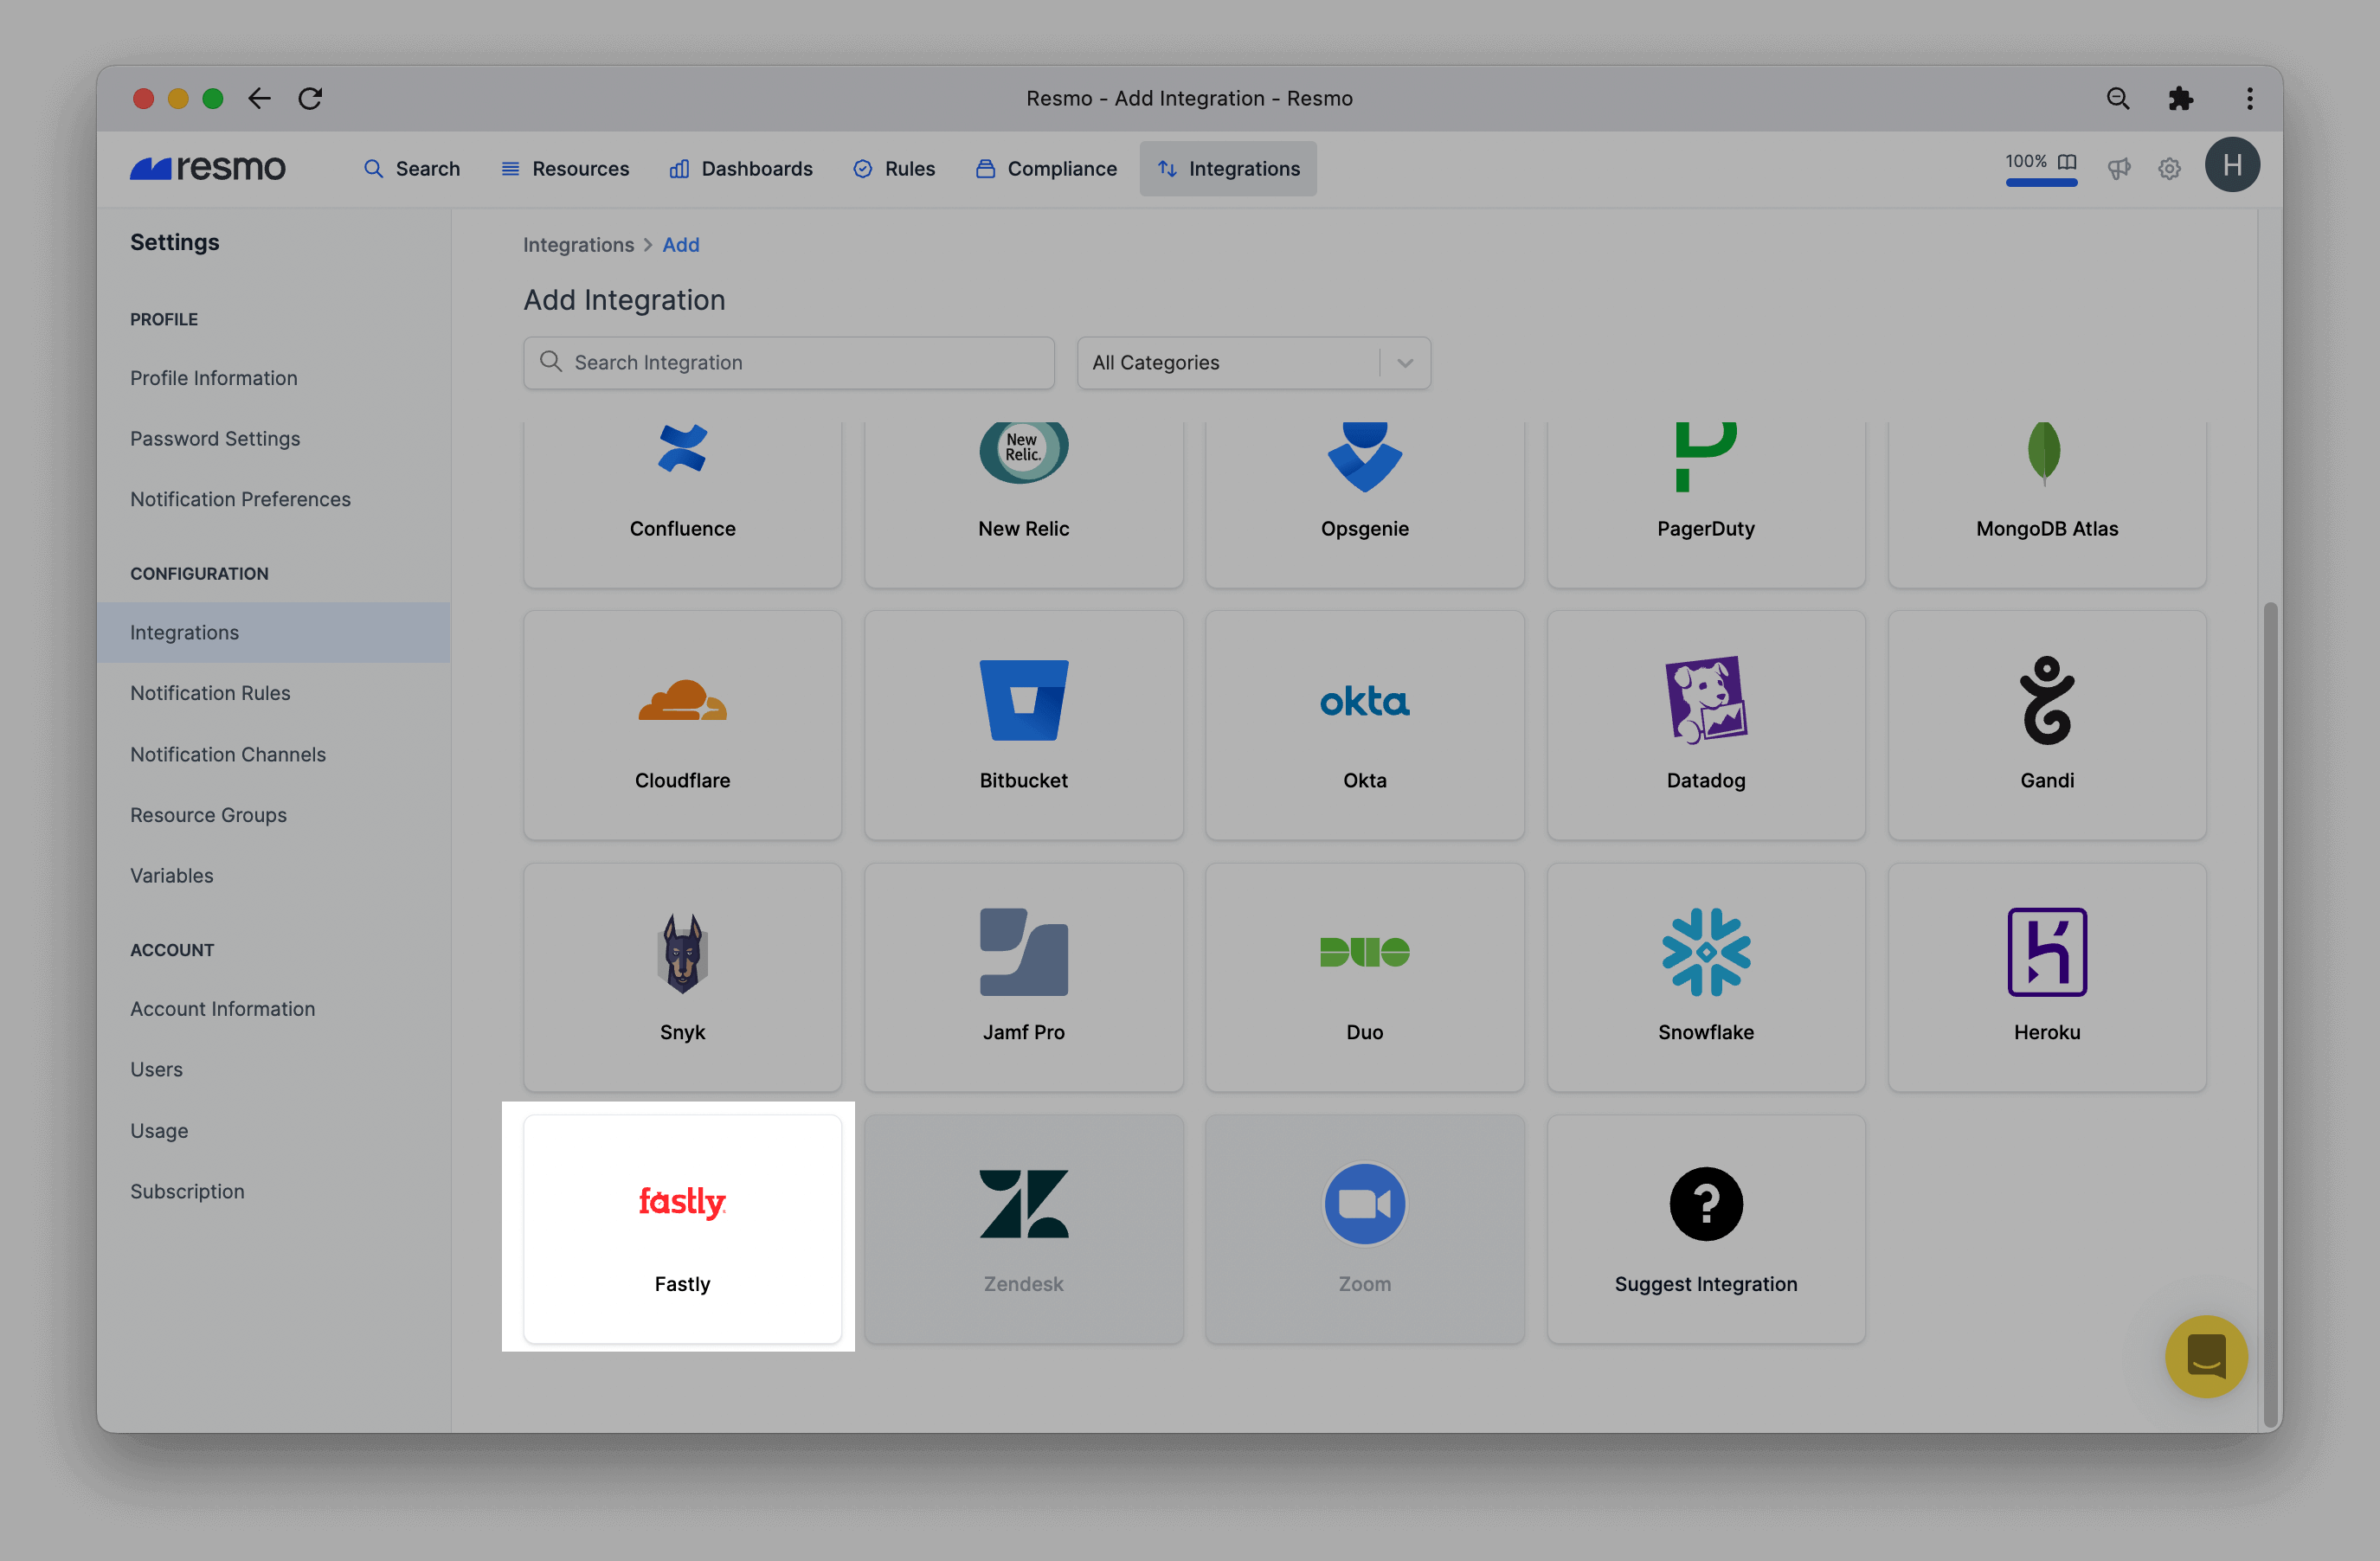 Resmo - Add Integration - Resmo
resmo
Search
Resources
Dashboards
Rules
Compliance
Integrations
100%
H
Settings
PROFILE
Profile Information
Password Settings
Notification Preferences
CONFIGURATION
Integrations
Notification Rules
Notification Channels
Resource Groups
Variables
ACCOUNT
Account Information
Users
Usage
Subscription
Integrations > Add
Add Integration
Search Integration
All Categories
New
Relic.
Confluence
New Relic
Opsgenie
PagerDuty
MongoDB Atlas
okta
Cloudflare
Bitbucket
Okta
Datadog
Gandi
DUO
Snyk
Jamf Pro
Duo
Snowflake
Heroku
fastly
?
Fastly
Zendesk
Zoom
Suggest Integration